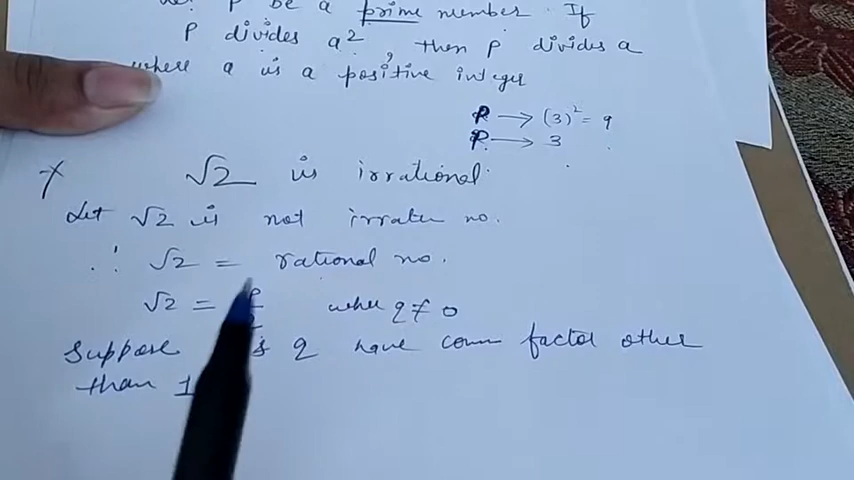 P be a prime number. If
P divides a², then P divides a
where a is a positive integer
P → (3)² = 9
P → 3
√2 is irrational
Let √2 is not irratin no.
∴ √2 = rational no.
√2 = where q ≠ 0
Suppose q have comm factor other
than 1